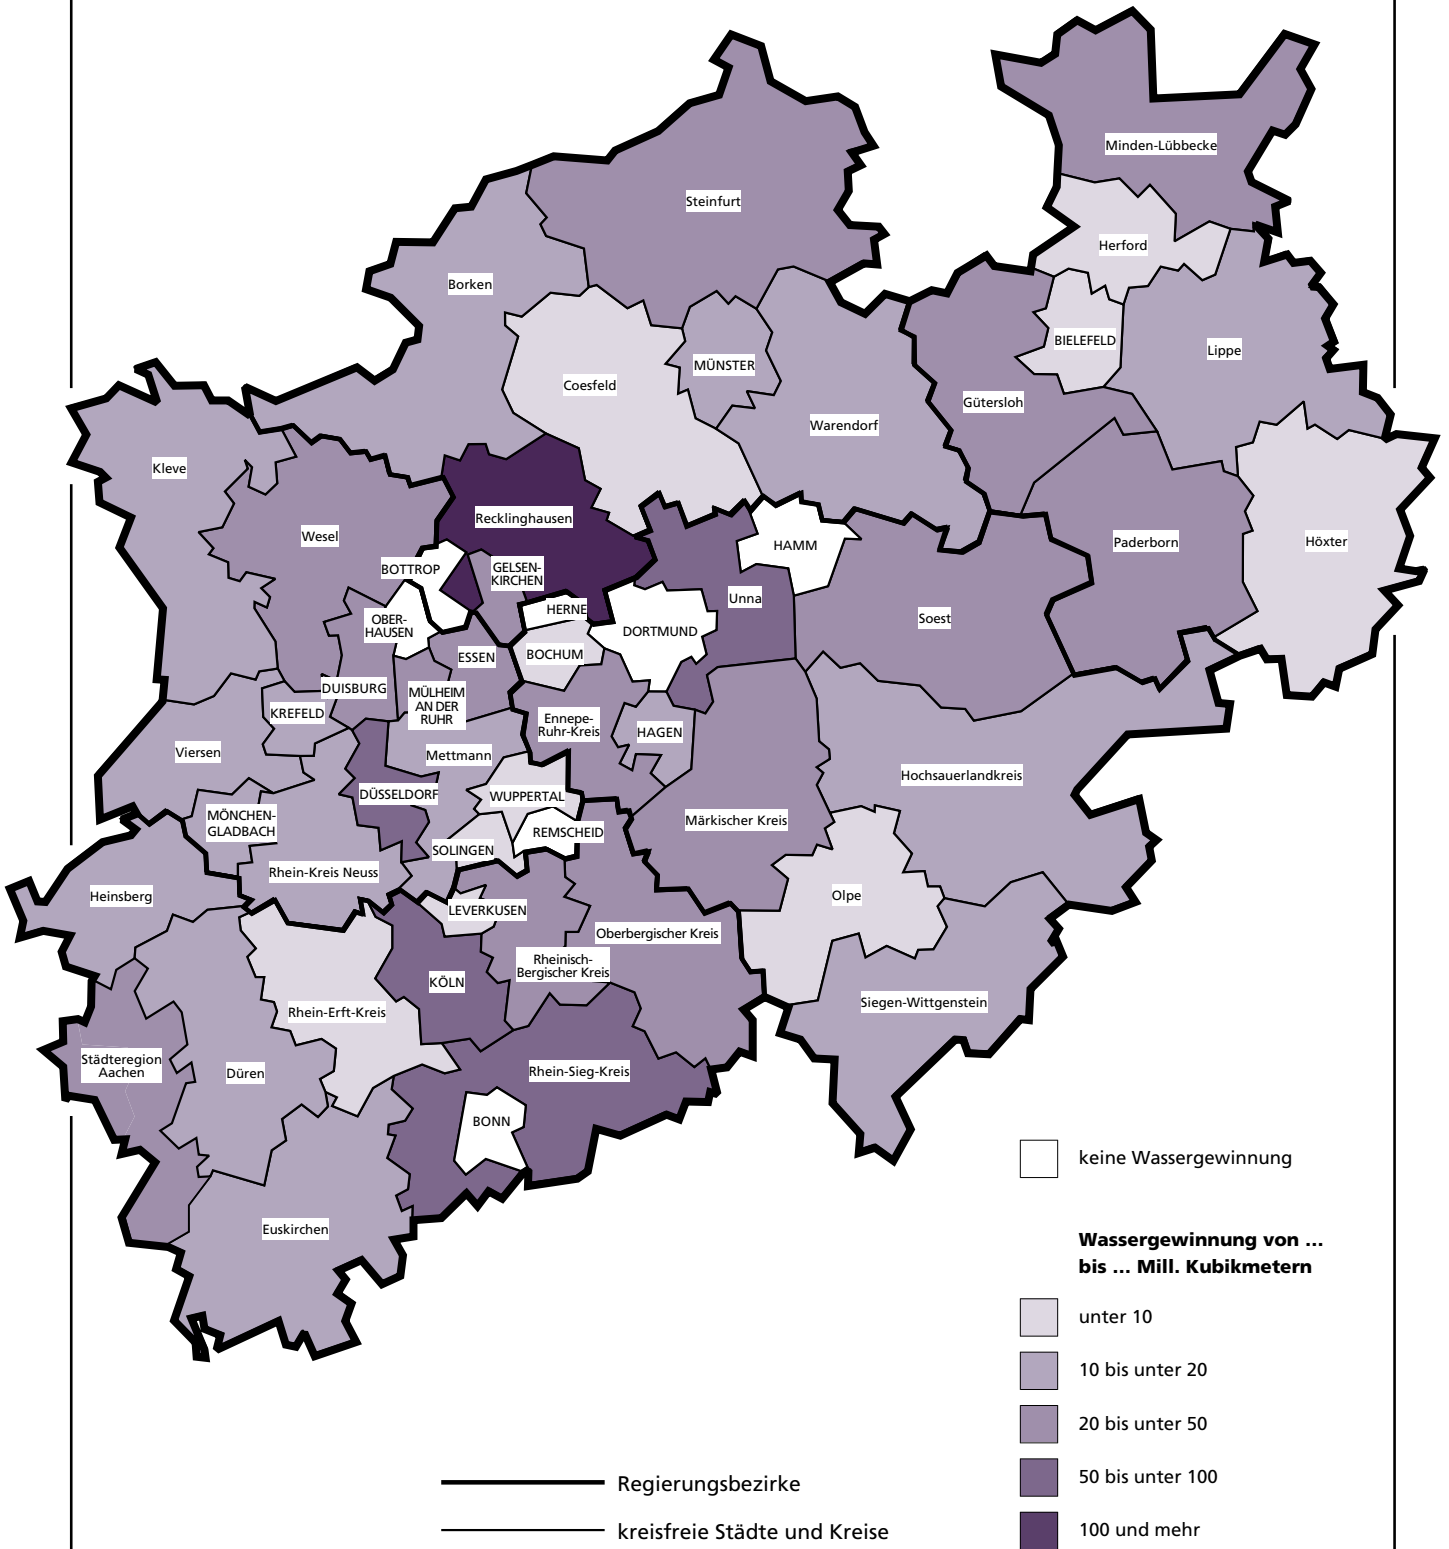 Minden-Lübbecke
Steinfurt
Herford
Borken
BIELEFELD
Lippe
MÜNSTER
Coesfeld
Gütersloh
Warendorf
Kleve
Recklinghausen
Wesel
HAMM
Paderborn
Höxter
BOTTROP
GELSEN-
KIRCHEN
Unna
HERNE
Soest
OBER-
HAUSEN
DORTMUND
BOCHUM
ESSEN
DUISBURG
MÜLHEIM
AN DER
RUHR
KREFELD
Ennepe-
Ruhr-Kreis
HAGEN
Viersen
Mettmann
Hochsauerlandkreis
DÜSSELDORF
WUPPERTAL
MÖNCHEN-
GLADBACH
Märkischer Kreis
REMSCHEID
SOLINGEN
Rhein-Kreis Neuss
Heinsberg
Olpe
LEVERKUSEN
Oberbergischer Kreis
Rheinisch-
Bergischer Kreis
KÖLN
Siegen-Wittgenstein
Rhein-Erft-Kreis
Städteregion
Aachen
Düren
Rhein-Sieg-Kreis
BONN
Euskirchen
keine Wassergewinnung
Wassergewinnung von ...
bis ... Mill. Kubikmetern
unter 10
10 bis unter 20
20 bis unter 50
50 bis unter 100
100 und mehr
Regierungsbezirke
kreisfreie Städte und Kreise